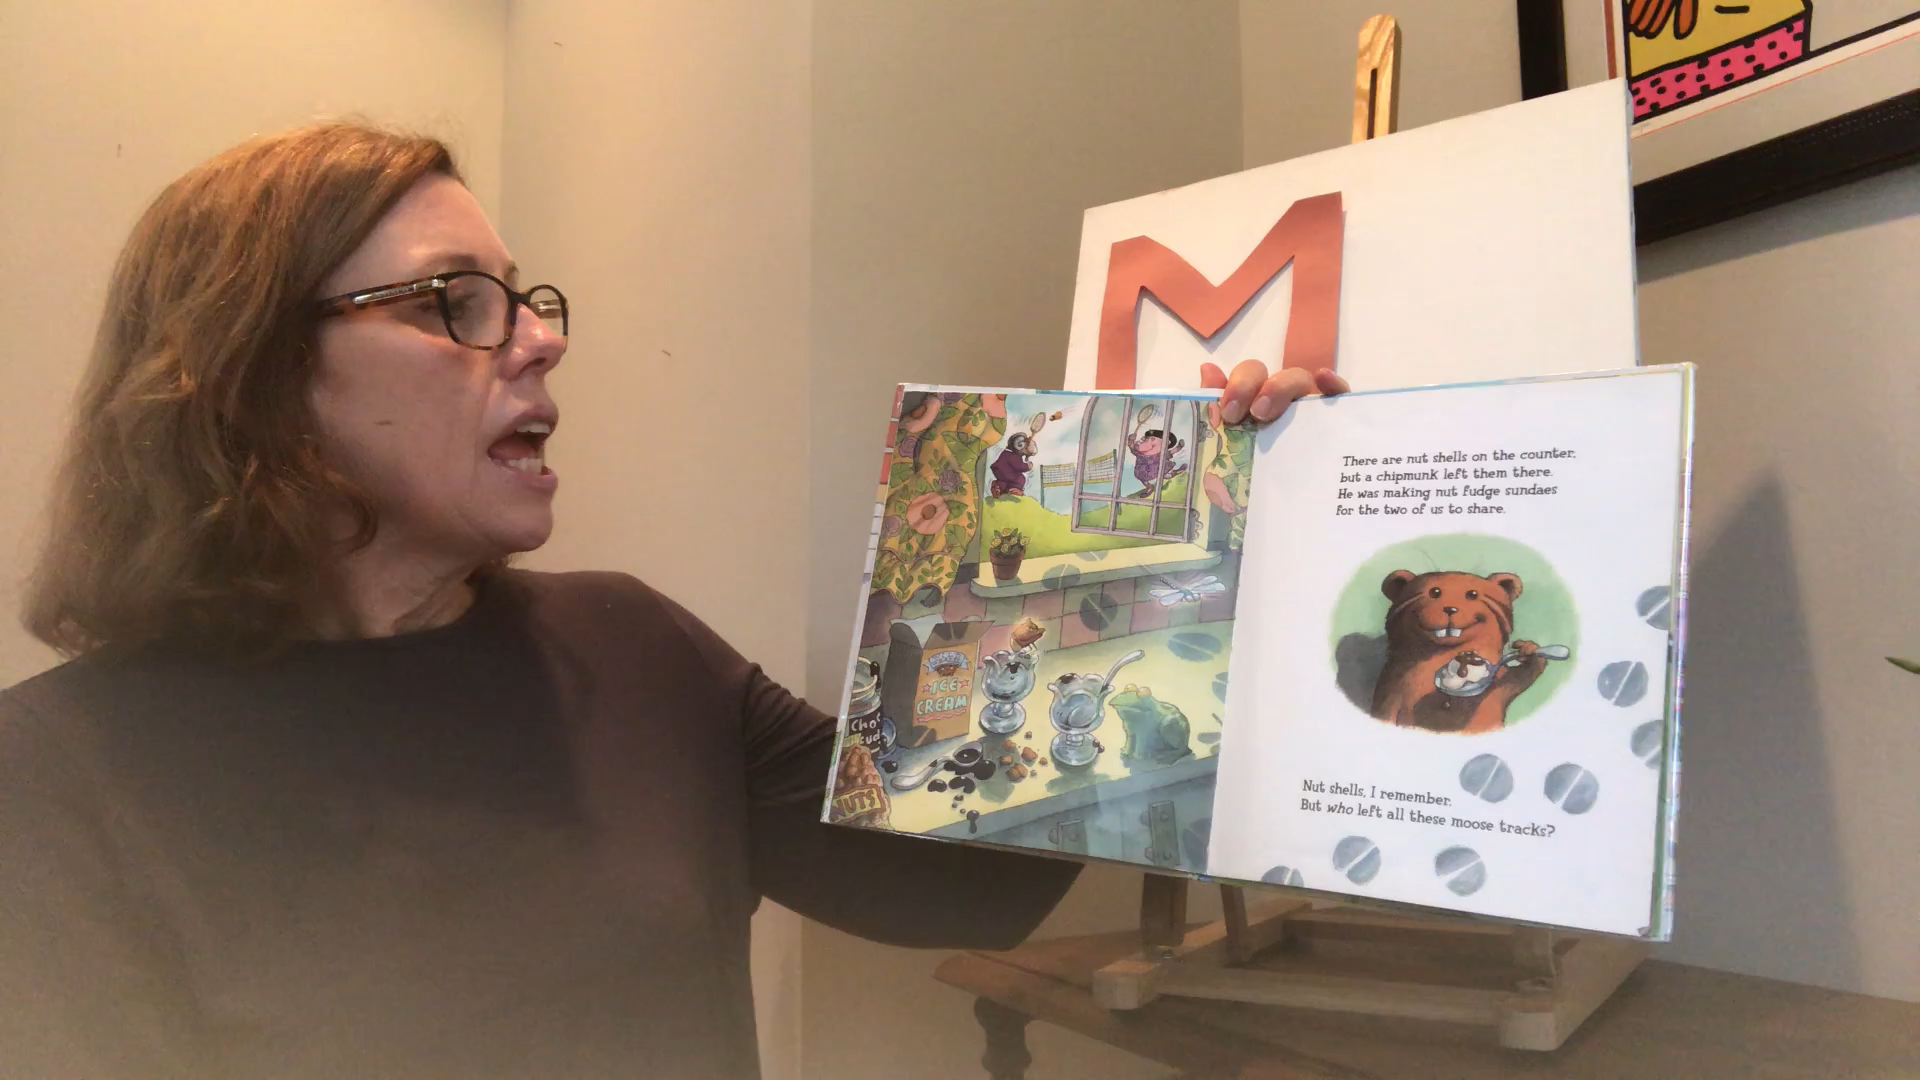 M
There are nut shells on the counter,
but a chipmunk left them there.
He was making nut fudge sundaes
for the two of us to share.
ICE
CREAM
Choc
Fud
NUTS
Nut shells, I remember.
But who left all these moose tracks?